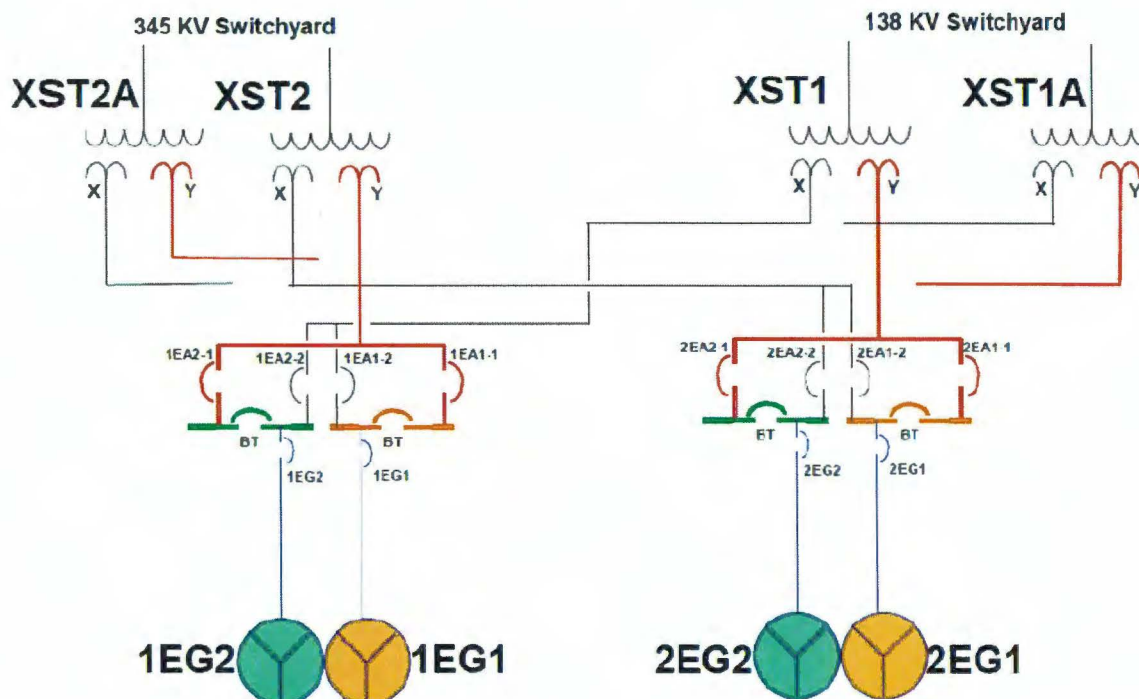 345 KV Switchyard
138 KV Switchyard
XST2A
XST2
XST1
XST1A
X
Y
X
Y
X
Y
X
Y
1EA2-1
1EA2-2
1EA1-2
1EA1-1
2EA2-1
2EA2-2
2EA1-2
2EA1-1
BT
BT
BT
BT
1EG2
1EG1
2EG2
2EG1
1EG2
1EG1
2EG2
2EG1